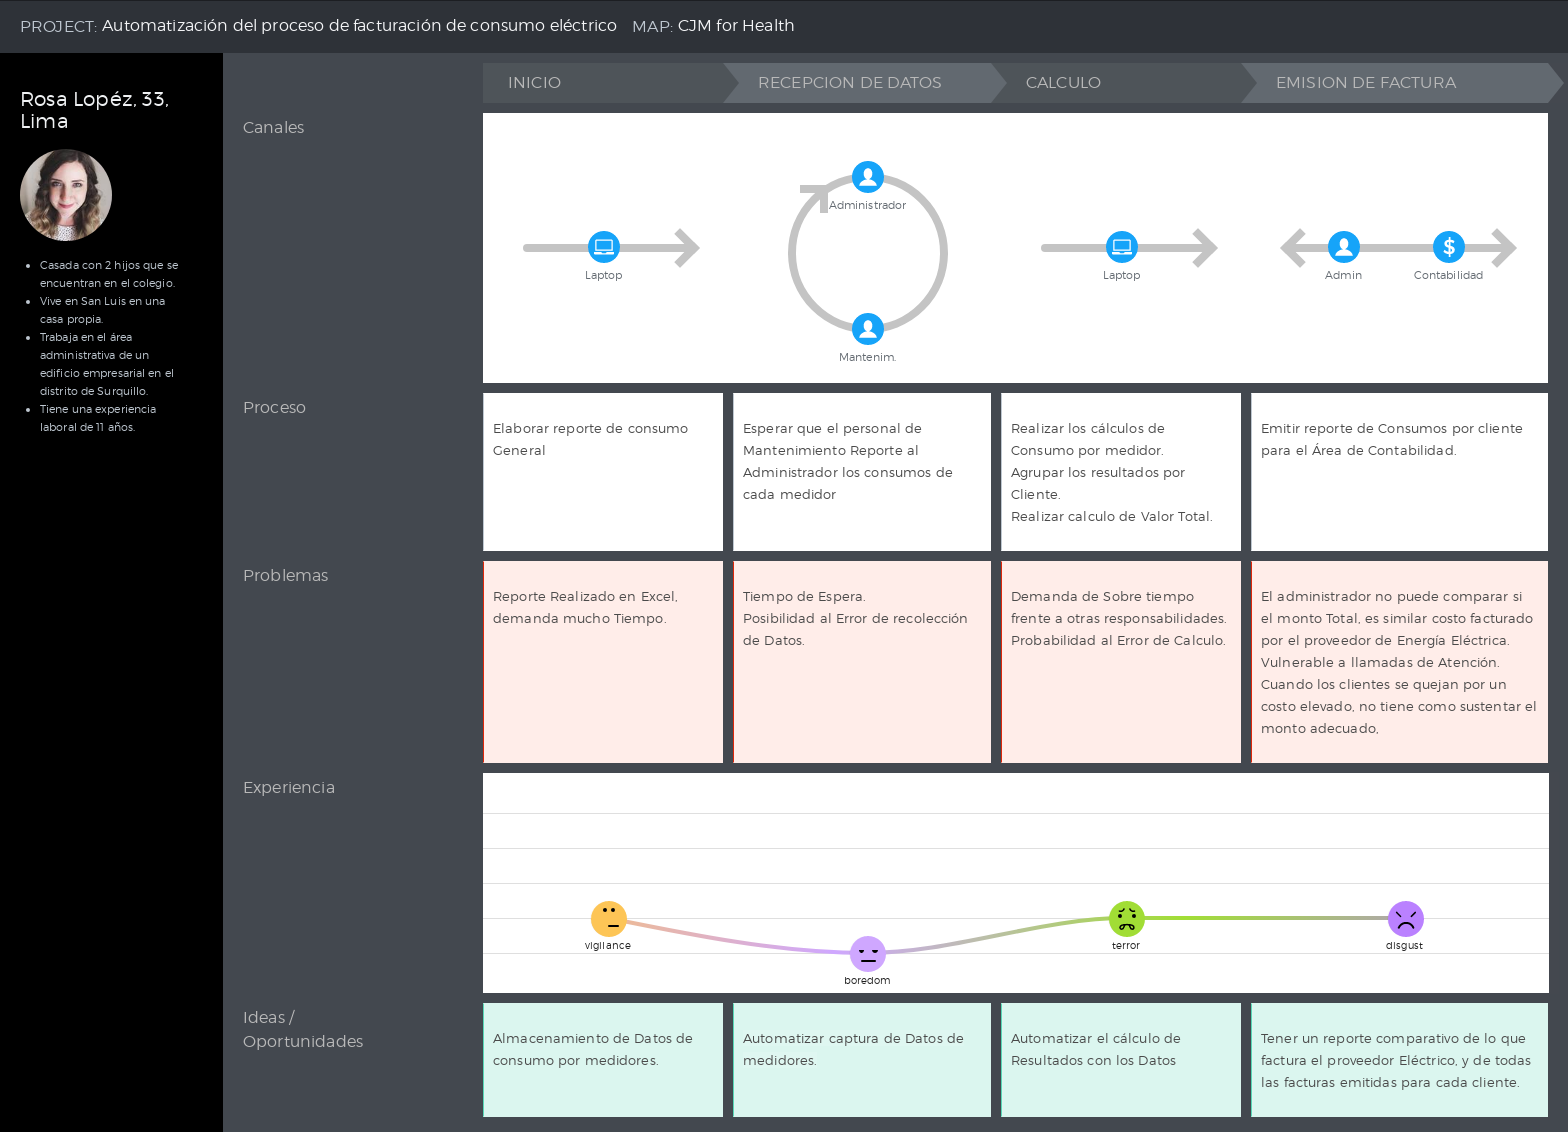 PROJECT: Automatización del proceso de facturación de consumo eléctrico MAP: CJM for Health
Rosa Lopéz, 33,
Lima
Casada con 2 hijos que se
encuentran en el colegio.
Vive en San Luis en una
casa propia.
Trabaja en el área
administrativa de un
edificio empresarial en el
distrito de Surquillo.
Tiene una experiencia
laboral de 11 años.
INICIO
RECEPCION DE DATOS
CALCULO
EMISION DE FACTURA
Canales
Laptop
Administrador
Mantenim.
Laptop
Admin
Contabilidad
Proceso
Elaborar reporte de consumo
General
Esperar que el personal de
Mantenimiento Reporte al
Administrador los consumos de
cada medidor
Realizar los cálculos de
Consumo por medidor.
Agrupar los resultados por
Cliente.
Realizar calculo de Valor Total.
Emitir reporte de Consumos por cliente
para el Área de Contabilidad.
Problemas
Reporte Realizado en Excel,
demanda mucho Tiempo.
Tiempo de Espera.
Posibilidad al Error de recolección
de Datos.
Demanda de Sobre tiempo
frente a otras responsabilidades.
Probabilidad al Error de Calculo.
El administrador no puede comparar si
el monto Total, es similar costo facturado
por el proveedor de Energía Eléctrica.
Vulnerable a llamadas de Atención.
Cuando los clientes se quejan por un
costo elevado, no tiene como sustentar el
monto adecuado,
Experiencia
vigilance
boredom
terror
disgust
Ideas /
Oportunidades
Almacenamiento de Datos de
consumo por medidores.
Automatizar captura de Datos de
medidores.
Automatizar el cálculo de
Resultados con los Datos
Tener un reporte comparativo de lo que
factura el proveedor Eléctrico, y de todas
las facturas emitidas para cada cliente.